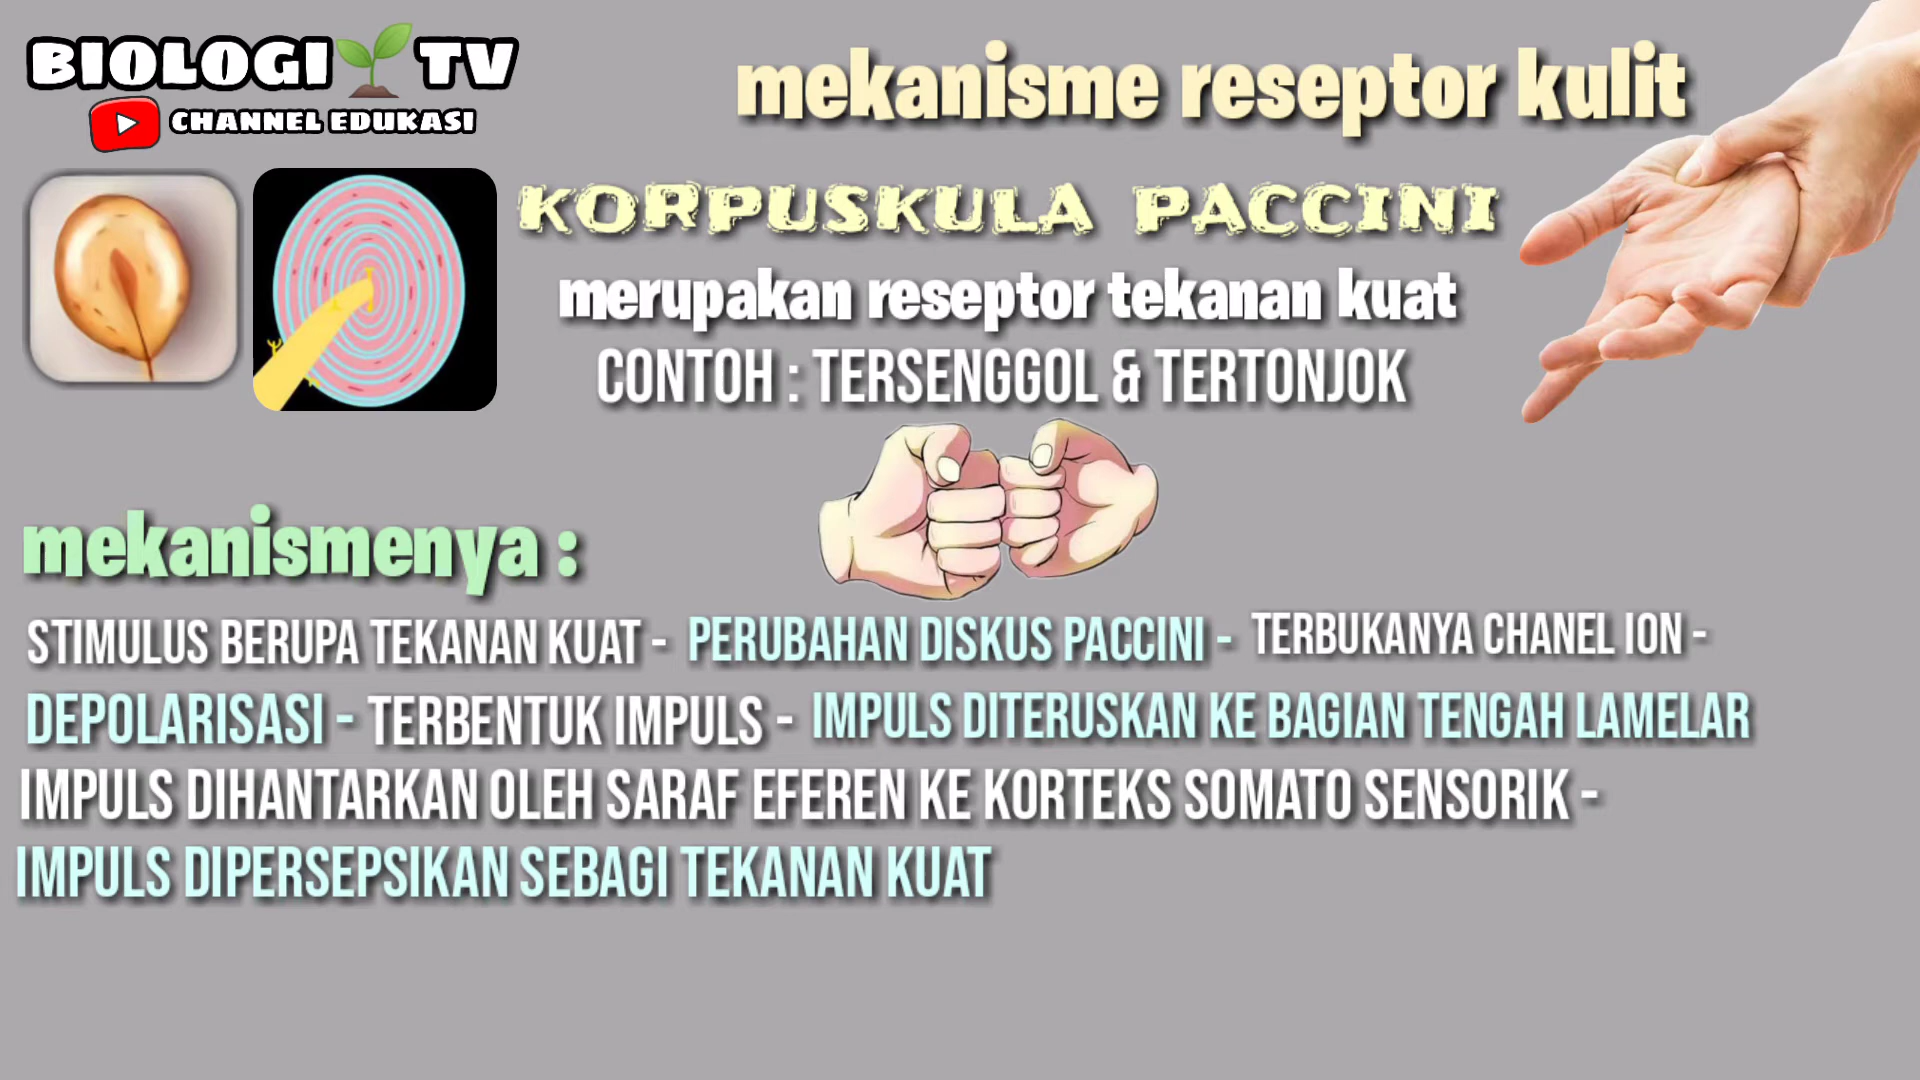 BIOLOGI TV
CHANNEL EDUKASI
mekanisme reseptor kulit
KORPUSKULA PACCINI
merupakan reseptor tekanan kuat
CONTOH : TERSENGGOL & TERTONJOK
mekanismenya :
STIMULUS BERUPA TEKANAN KUAT - PERUBAHAN DISKUS PACCINI - TERBUKANYA CHANEL ION -
DEPOLARISASI - TERBENTUK IMPULS - IMPULS DITERUSKAN KE BAGIAN TENGAH LAMELAR
IMPULS DIHANTARKAN OLEH SARAF EFEREN KE KORTEKS SOMATO SENSORIK -
IMPULS DIPERSEPSIKAN SEBAGI TEKANAN KUAT